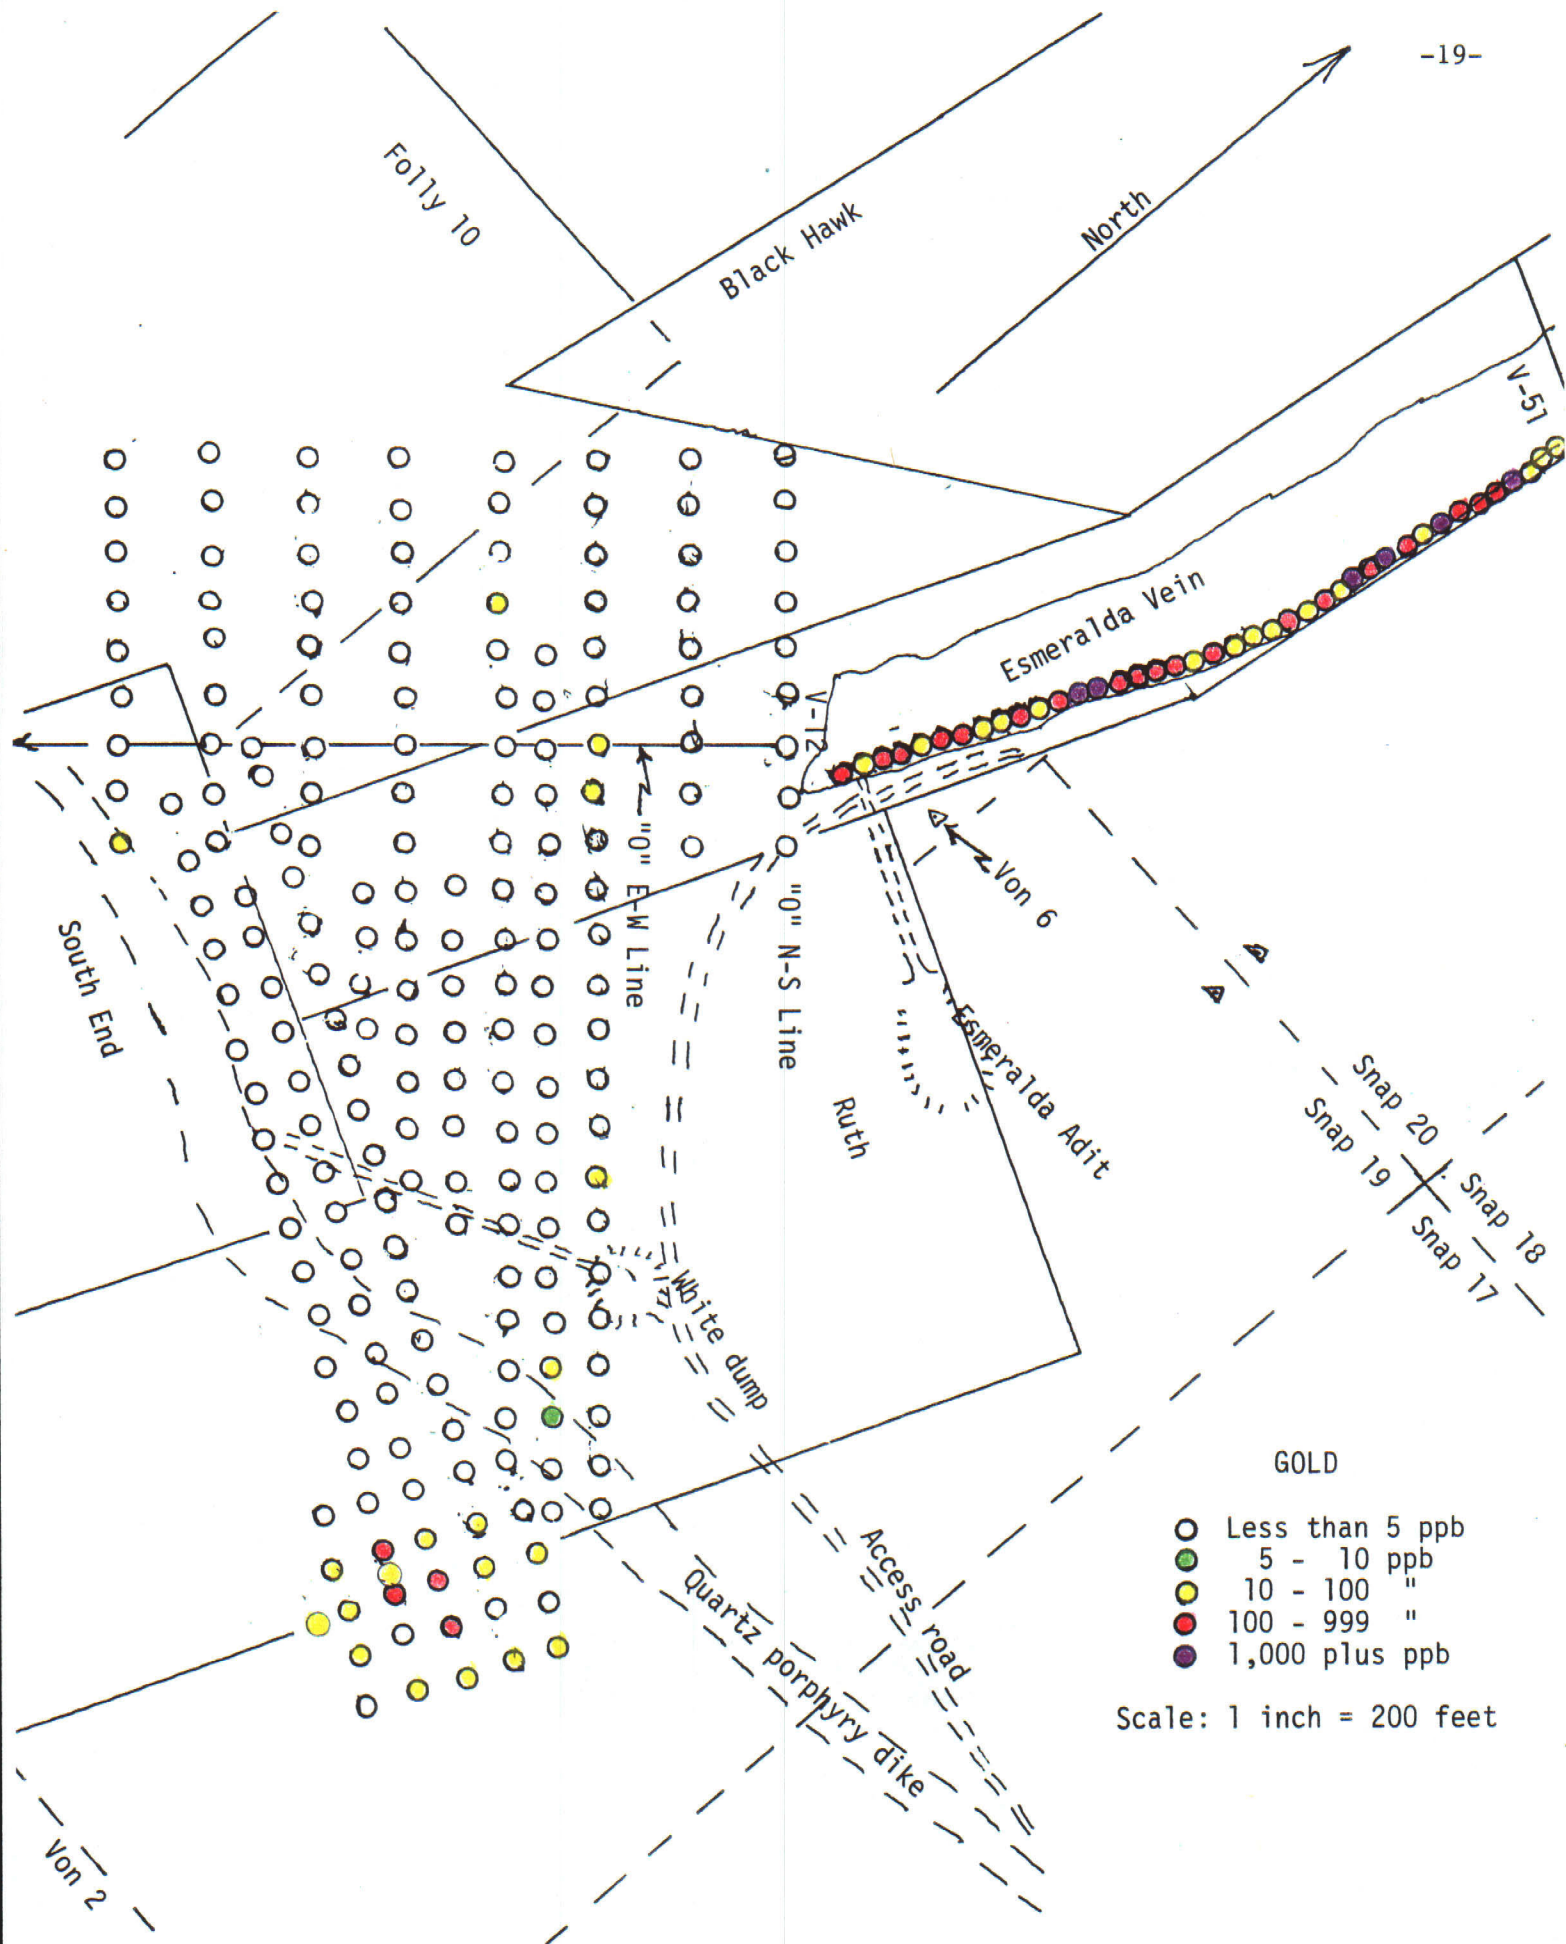 -19-
Folly 10
Black Hawk
North
V-51
Esmeralda Vein
V-12
"0" E-W Line
Von 6
"0" N-S Line
South End
Esmeralda Adit
Ruth
Snap 20
Snap 19
Snap 18
Snap 17
White dump
GOLD
Less than 5 ppb
5 - 10 ppb
10 - 100 "
100 - 999 "
1,000 plus ppb
Scale: 1 inch = 200 feet
Access road
Quartz porphyry dike
Von 2